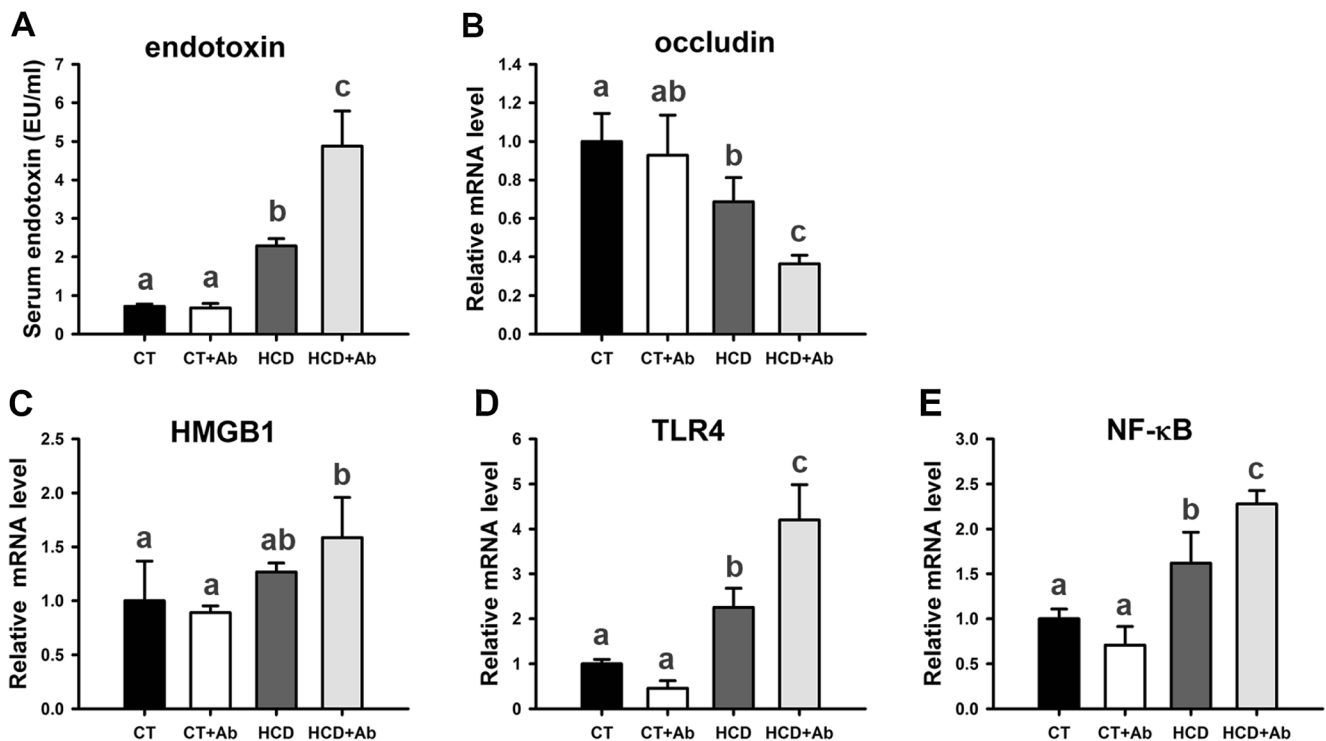 A
endotoxin
Serum endotoxin (EU/ml)
7
6
5
4
3
2
1
0
a
a
b
c
CT
CT+Ab
HCD
HCD+Ab
B
occludin
Relative mRNA level
1.4
1.2
1.0
0.8
0.6
0.4
0.2
0.0
a
ab
b
c
CT
CT+Ab
HCD
HCD+Ab
C
HMGB1
Relative mRNA level
2.5
2.0
1.5
1.0
0.5
0.0
a
a
ab
b
CT
CT+Ab
HCD
HCD+Ab
D
TLR4
Relative mRNA level
6
5
4
3
2
1
0
a
a
b
c
CT
CT+Ab
HCD
HCD+Ab
E
NF-κB
Relative mRNA level
3.0
2.5
2.0
1.5
1.0
0.5
0.0
a
a
b
c
CT
CT+Ab
HCD
HCD+Ab